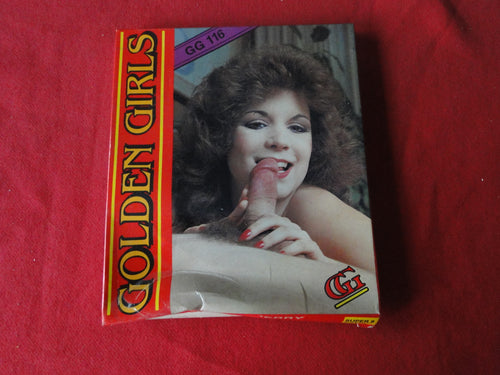 GOLDEN GIRLS
GG 116
GG
SUPER 8